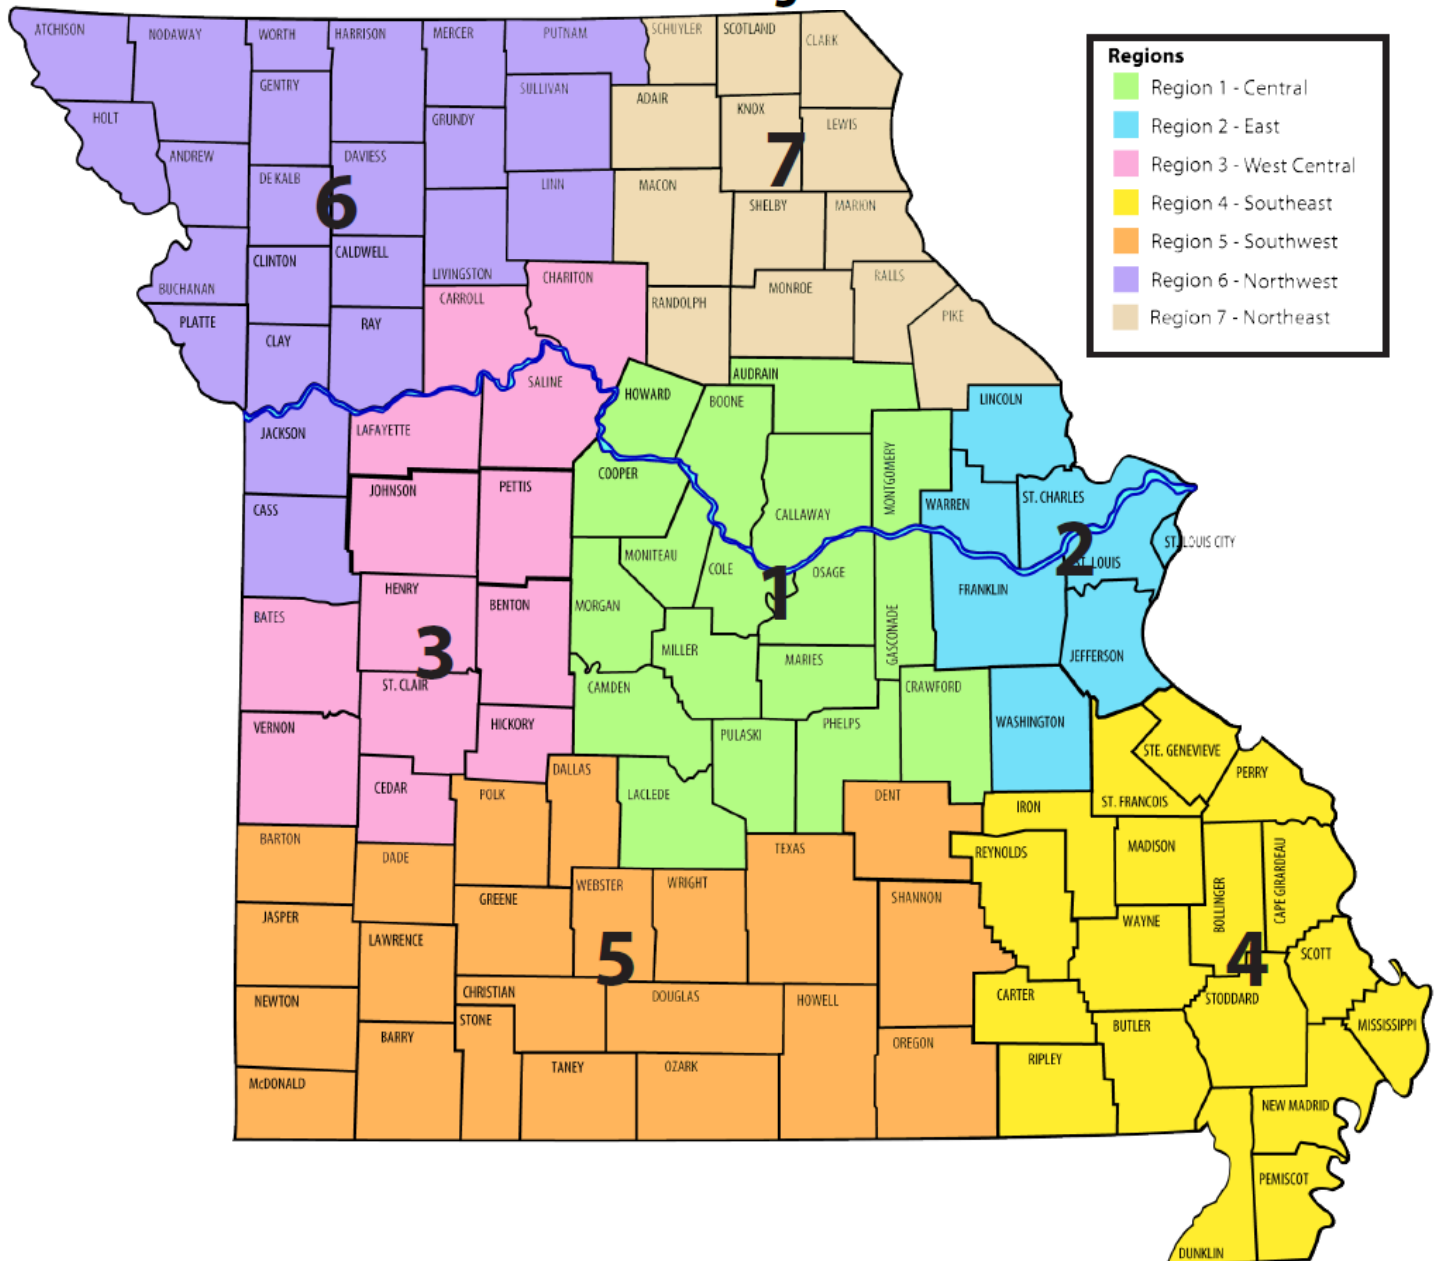 ATCHISON
NODAWAY
WORTH
HARRISON
MERCER
PUTNAM
SCHUYLER
SCOTLAND
CLARK
GENTRY
SULLIVAN
ADAIR
KNOX
LEWIS
HOLT
GRUNDY
ANDREW
DAVIESS
DE KALB
LINN
MACON
SHELBY
MARION
6
7
CLINTON
CALDWELL
LIVINGSTON
CHARITON
RALLS
BUCHANAN
CARROLL
RANDOLPH
MONROE
PIKE
PLATTE
CLAY
RAY
Regions
Region 1 - Central
Region 2 - East
Region 3 - West Central
Region 4 - Southeast
Region 5 - Southwest
Region 6 - Northwest
Region 7 - Northeast
AUDRAIN
SALINE
HOWARD
BOONE
LINCOLN
JACKSON
LAFAYETTE
COOPER
MONTGOMERY
JOHNSON
PETTIS
WARREN
ST. CHARLES
CASS
CALLAWAY
ST. LOUIS CITY
MONITEAU
COLE
OSAGE
ST. LOUIS
2
1
HENRY
BENTON
MORGAN
FRANKLIN
BATES
GASCONADE
3
MILLER
MARIES
JEFFERSON
ST. CLAIR
CAMDEN
CRAWFORD
VERNON
HICKORY
PULASKI
PHELPS
WASHINGTON
STE. GENEVIEVE
CEDAR
POLK
DALLAS
LACLEDE
DENT
IRON
ST. FRANCOIS
PERRY
BARTON
DADE
TEXAS
REYNOLDS
MADISON
BOLLINGER
CAPE GIRARDEAU
GREENE
WEBSTER
WRIGHT
SHANNON
WAYNE
JASPER
LAWRENCE
5
4
SCOTT
NEWTON
CHRISTIAN
DOUGLAS
HOWELL
CARTER
STODDARD
MISSISSIPPI
STONE
BARRY
BUTLER
OREGON
TANEY
OZARK
RIPLEY
McDONALD
NEW MADRID
PEMISCOT
DUNKLIN